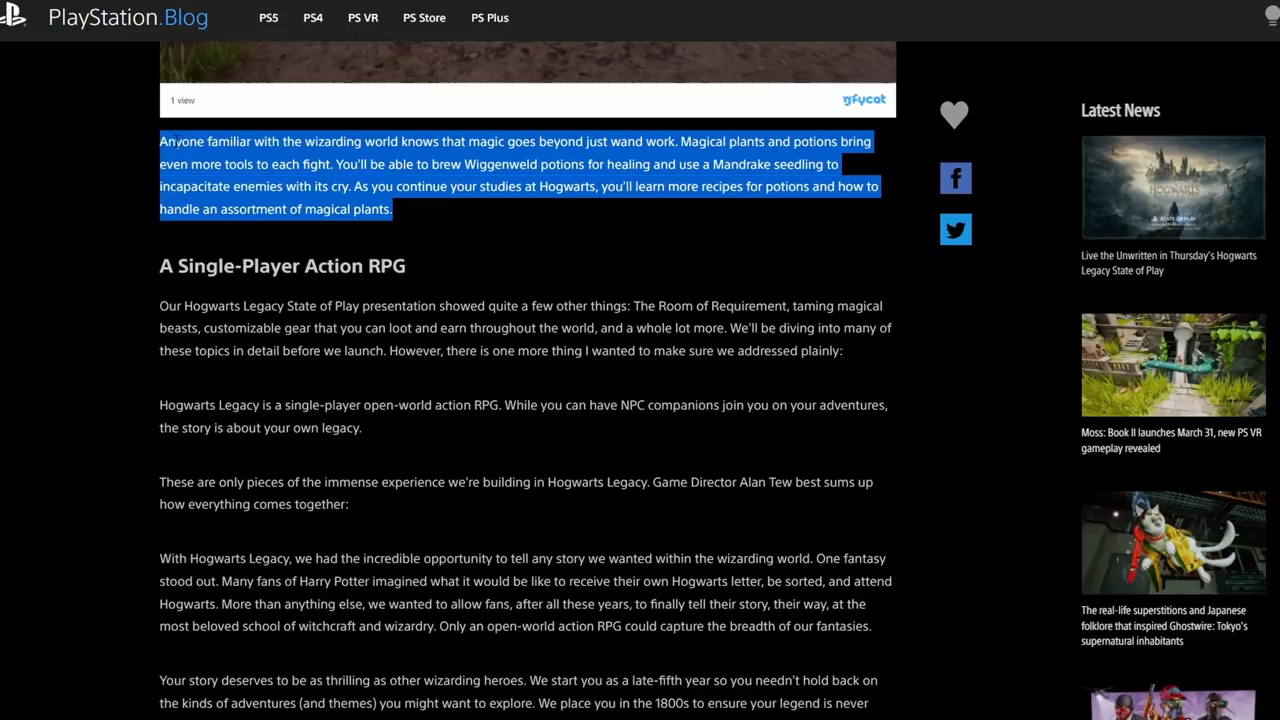 PlayStation.Blog
PS5 PS4 PS VR PS Store PS Plus
1 view
gfycat
Anyone familiar with the wizarding world knows that magic goes beyond just wand work. Magical plants and potions bring
even more tools to each fight. You'll be able to brew Wiggenweld potions for healing and use a Mandrake seedling to
incapacitate enemies with its cry. As you continue your studies at Hogwarts, you'll learn more recipes for potions and how to
handle an assortment of magical plants.
A Single-Player Action RPG
Our Hogwarts Legacy State of Play presentation showed quite a few other things: The Room of Requirement, taming magical
beasts, customizable gear that you can loot and earn throughout the world, and a whole lot more. We'll be diving into many of
these topics in detail before we launch. However, there is one more thing I wanted to make sure we addressed plainly:
Hogwarts Legacy is a single-player open-world action RPG. While you can have NPC companions join you on your adventures,
the story is about your own legacy.
These are only pieces of the immense experience we're building in Hogwarts Legacy. Game Director Alan Tew best sums up
how everything comes together:
With Hogwarts Legacy, we had the incredible opportunity to tell any story we wanted within the wizarding world. One fantasy
stood out. Many fans of Harry Potter imagined what it would be like to receive their own Hogwarts letter, be sorted, and attend
Hogwarts. More than anything else, we wanted to allow fans, after all these years, to finally tell their story, their way, at the
most beloved school of witchcraft and wizardry. Only an open-world action RPG could capture the breadth of our fantasies.
Your story deserves to be as thrilling as other wizarding heroes. We start you as a late-fifth year so you needn't hold back on
the kinds of adventures (and themes) you might want to explore. We place you in the 1800s to ensure your legend is never
Latest News
HOGWARTS
STATE OF PLAY
Live the Unwritten in Thursday's Hogwarts
Legacy State of Play
Moss: Book II launches March 31, new PS VR
gameplay revealed
The real-life superstitions and Japanese
folklore that inspired Ghostwire: Tokyo's
supernatural inhabitants